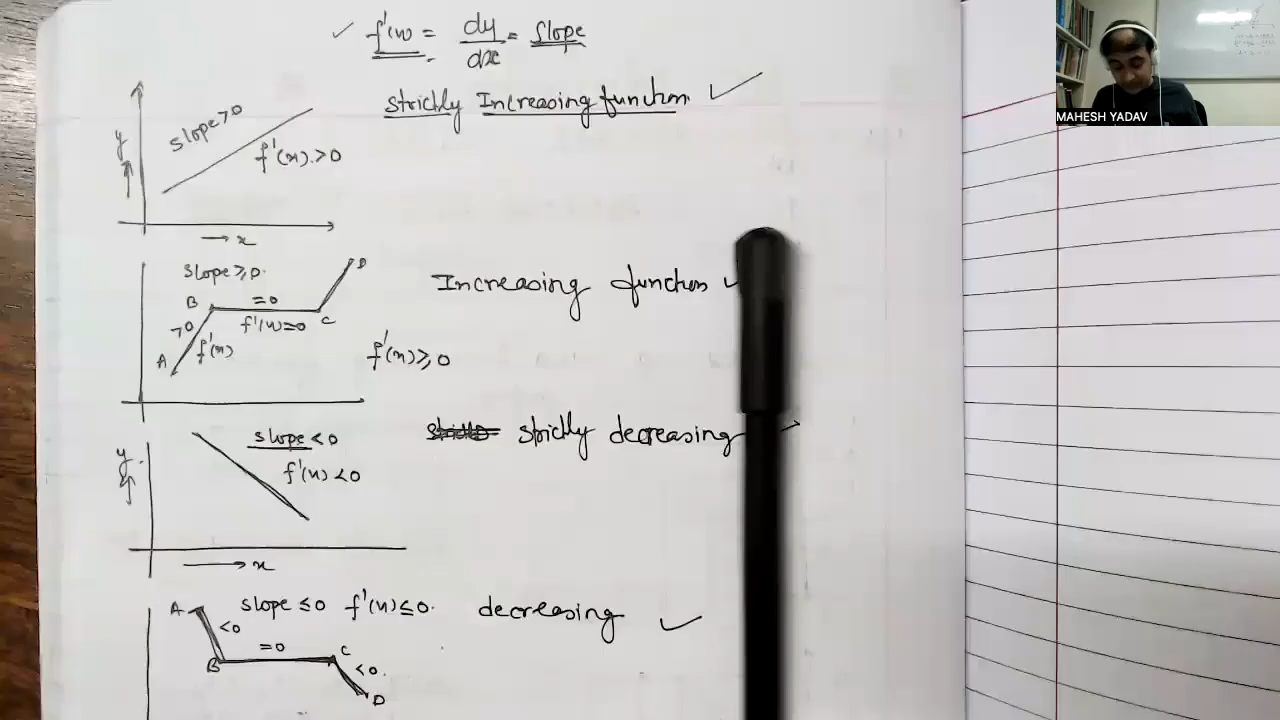 ✓ f'(x) = dy/dx = slope
MAHESH YADAV
strictly Increasing function ✓
slope > 0
y
f'(x) > 0
→ x
slope ≥ 0
D
B
= 0
Increasing function ✓
f'(x) = 0
C
> 0
A
f'(x)
f'(x) ≥ 0
slope < 0
strictly decreasing
y
f'(x) < 0
→ x
A
slope ≤ 0 f'(x) ≤ 0. decreasing ✓
< 0
= 0
C
B
< 0
D